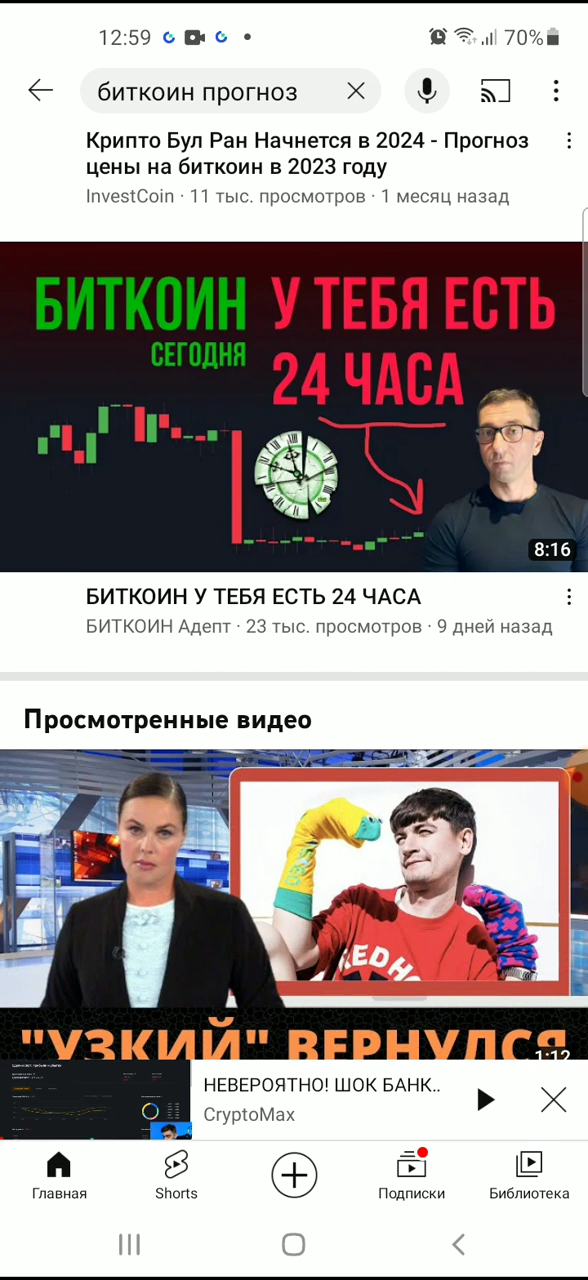 12:59
70%
биткоин прогноз
Крипто Бул Ран Начнется в 2024 - Прогноз
цены на биткоин в 2023 году
InvestCoin · 11 тыс. просмотров · 1 месяц назад
БИТКОИН У ТЕБЯ ЕСТЬ
СЕГОДНЯ 24 ЧАСА
8:16
БИТКОИН У ТЕБЯ ЕСТЬ 24 ЧАСА
БИТКОИН Адепт · 23 тыс. просмотров · 9 дней назад
Просмотренные видео
RED H
"УЗКИЙ" ВЕРНУЛСЯ
1:12
НЕВЕРОЯТНО! ШОК БАНК..
CryptoMax
Главная
Shorts
Подписки
Библиотека